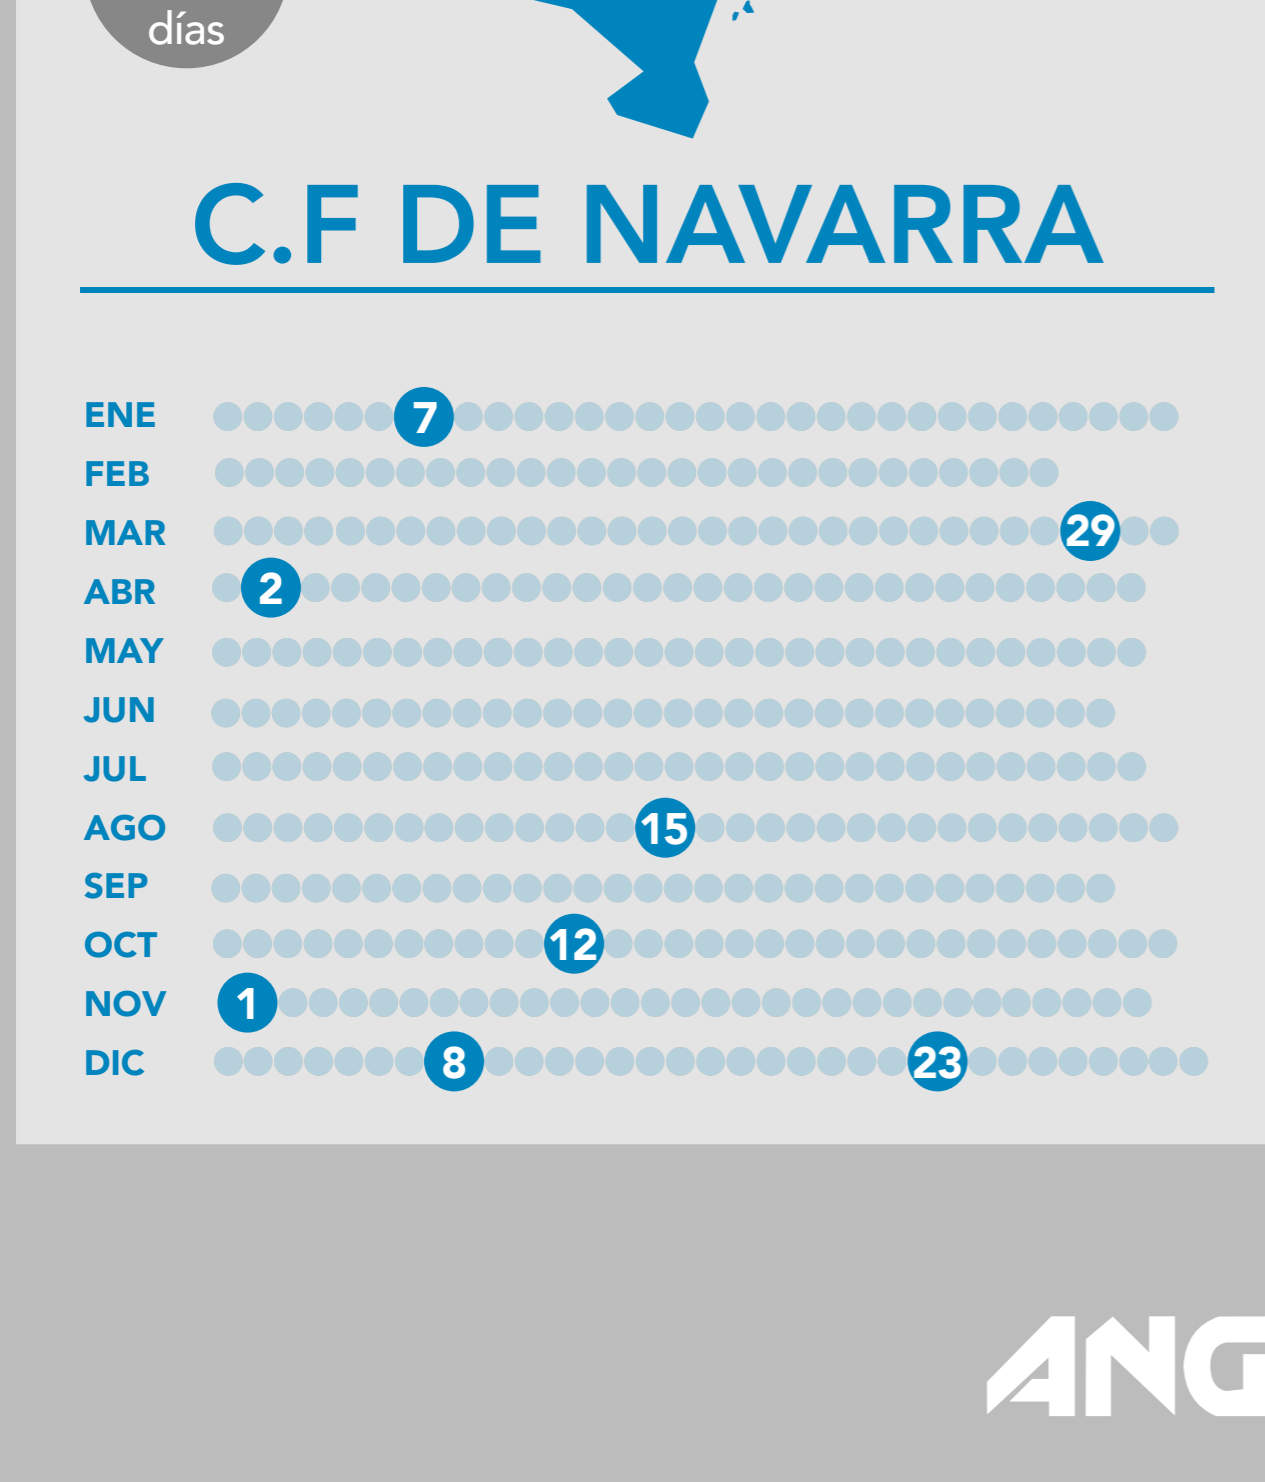 días
C.F DE NAVARRA
ENE 7
FEB
MAR 29
ABR 2
MAY
JUN
JUL
AGO 15
SEP
OCT 12
NOV 1
DIC 8 23
ANG